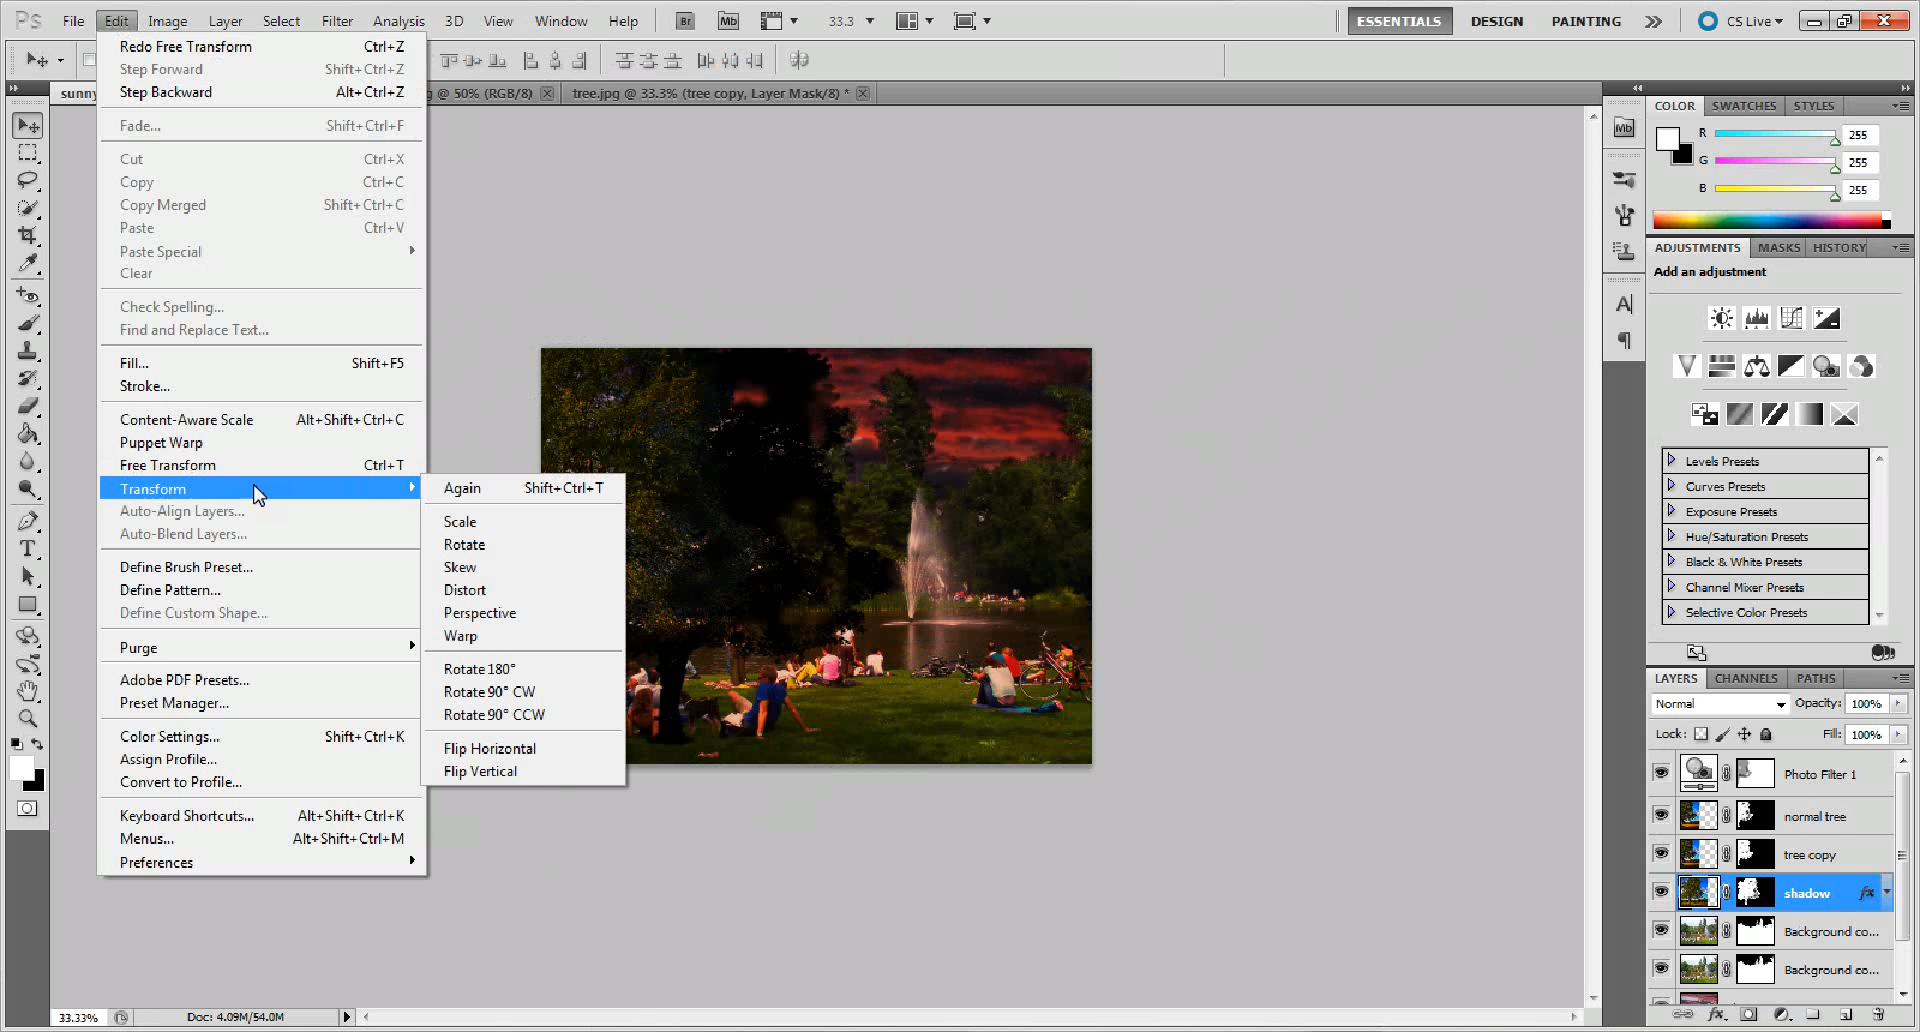 Ps File Edit Image Layer Select Filter Analysis 3D View Window Help Br Mb 33.3 ESSENTIALS DESIGN PAINTING CS Live
sunny
g @ 50% (RGB/8) tree.jpg @ 33.3% (tree copy, Layer Mask/8) *
Redo Free Transform Ctrl+Z
Step Forward Shift+Ctrl+Z
Step Backward Alt+Ctrl+Z
Fade... Shift+Ctrl+F
Cut Ctrl+X
Copy Ctrl+C
Copy Merged Shift+Ctrl+C
Paste Ctrl+V
Paste Special
Clear
Check Spelling...
Find and Replace Text...
Fill... Shift+F5
Stroke...
Content-Aware Scale Alt+Shift+Ctrl+C
Puppet Warp
Free Transform Ctrl+T
Transform
Auto-Align Layers...
Auto-Blend Layers...
Define Brush Preset...
Define Pattern...
Define Custom Shape...
Purge
Adobe PDF Presets...
Preset Manager...
Color Settings... Shift+Ctrl+K
Assign Profile...
Convert to Profile...
Keyboard Shortcuts... Alt+Shift+Ctrl+K
Menus... Alt+Shift+Ctrl+M
Preferences
Again Shift+Ctrl+T
Scale
Rotate
Skew
Distort
Perspective
Warp
Rotate 180°
Rotate 90° CW
Rotate 90° CCW
Flip Horizontal
Flip Vertical
T
Mb
A
COLOR SWATCHES STYLES
R 255
G 255
B 255
ADJUSTMENTS MASKS HISTORY
Add an adjustment
Levels Presets
Curves Presets
Exposure Presets
Hue/Saturation Presets
Black & White Presets
Channel Mixer Presets
Selective Color Presets
LAYERS CHANNELS PATHS
Normal Opacity: 100%
Lock: Fill: 100%
Photo Filter 1
normal tree
tree copy
shadow fx
Background co...
Background co...
fx
33.33% Doc: 4.09M/54.0M